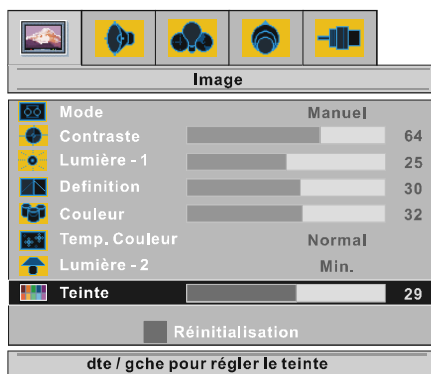 Image
Mode Manuel
Contraste 64
Lumière - 1 25
Definition 30
Couleur 32
Temp. Couleur Normal
Lumière - 2 Min.
Teinte 29
Réinitialisation
dte / gche pour régler le teinte